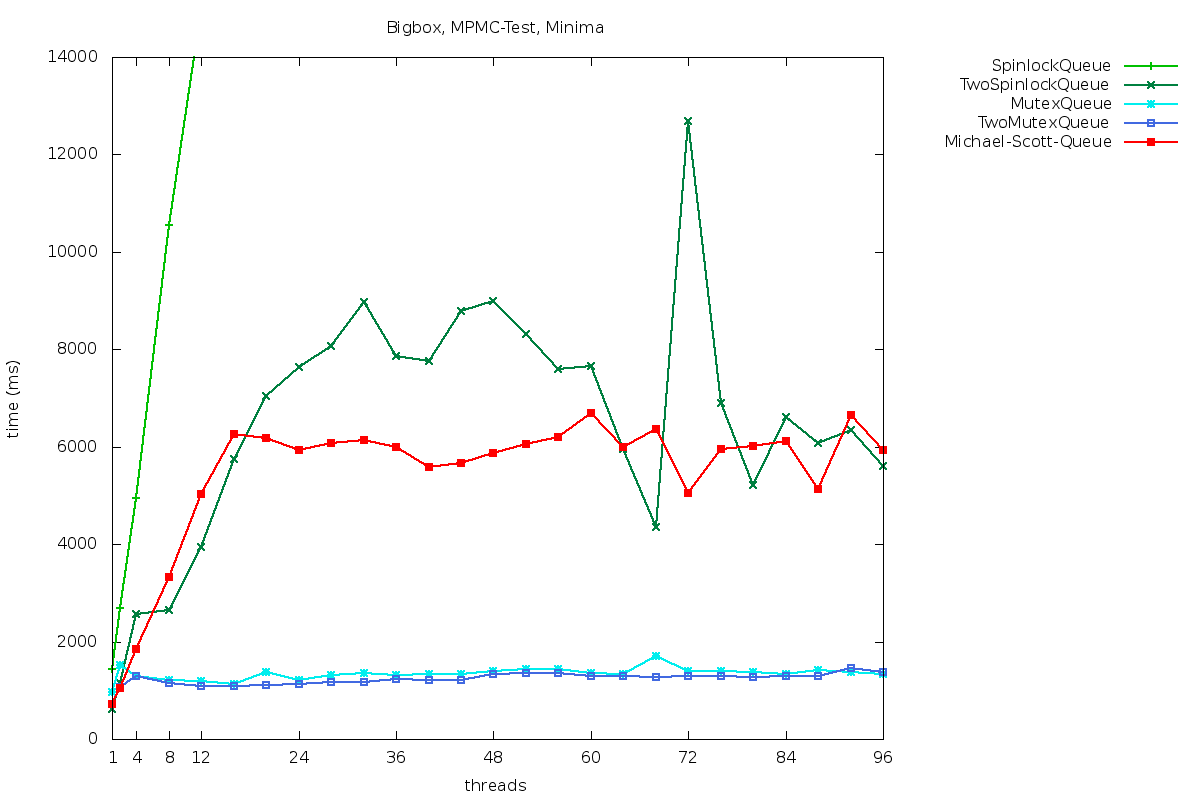 Bigbox, MPMC-Test, Minima
14000
12000
10000
8000
6000
4000
2000
0
time (ms)
1 4 8 12 24 36 48 60 72 84 96
threads
SpinlockQueue
TwoSpinlockQueue
MutexQueue
TwoMutexQueue
Michael-Scott-Queue